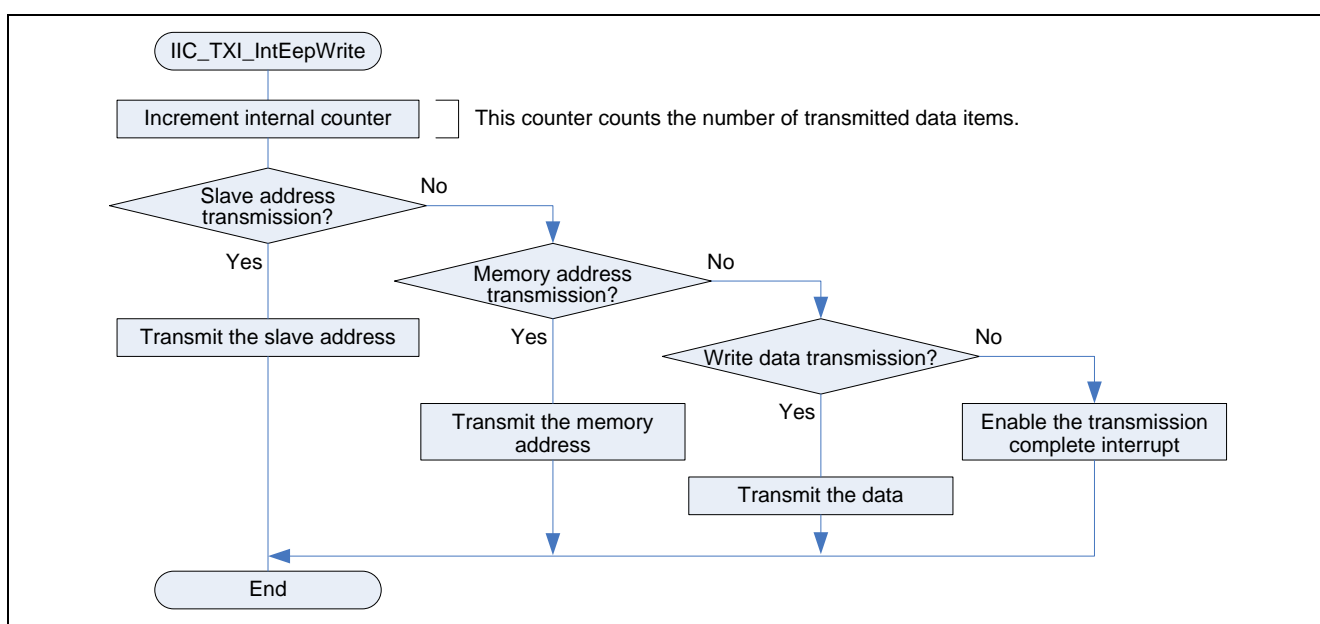 IIC_TXI_IntEepWrite
Increment internal counter
This counter counts the number of transmitted data items.
Slave address
transmission?
No
Yes
Memory address
transmission?
No
Yes
Transmit the slave address
Write data transmission?
No
Yes
Transmit the memory
address
Enable the transmission
complete interrupt
Transmit the data
End